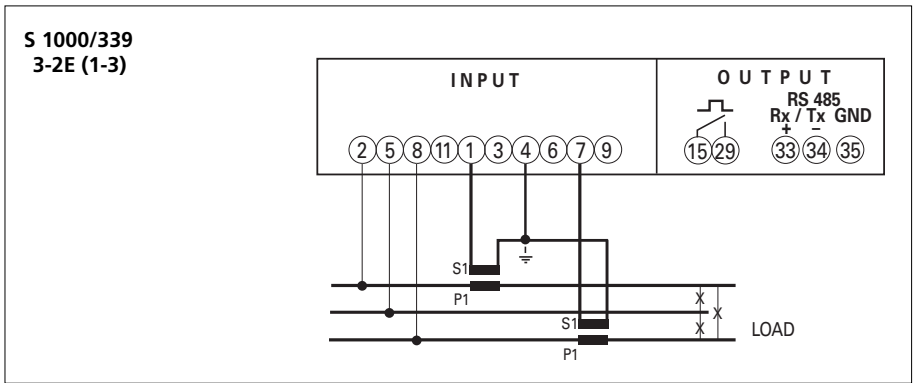 S 1000/339
3-2E (1-3)
INPUT
OUTPUT
RS 485
Rx / Tx GND
+ −
2 5 8 11 1 3 4 6 7 9
15 29 33 34 35
S1
P1
S1
P1
X
X
X
LOAD